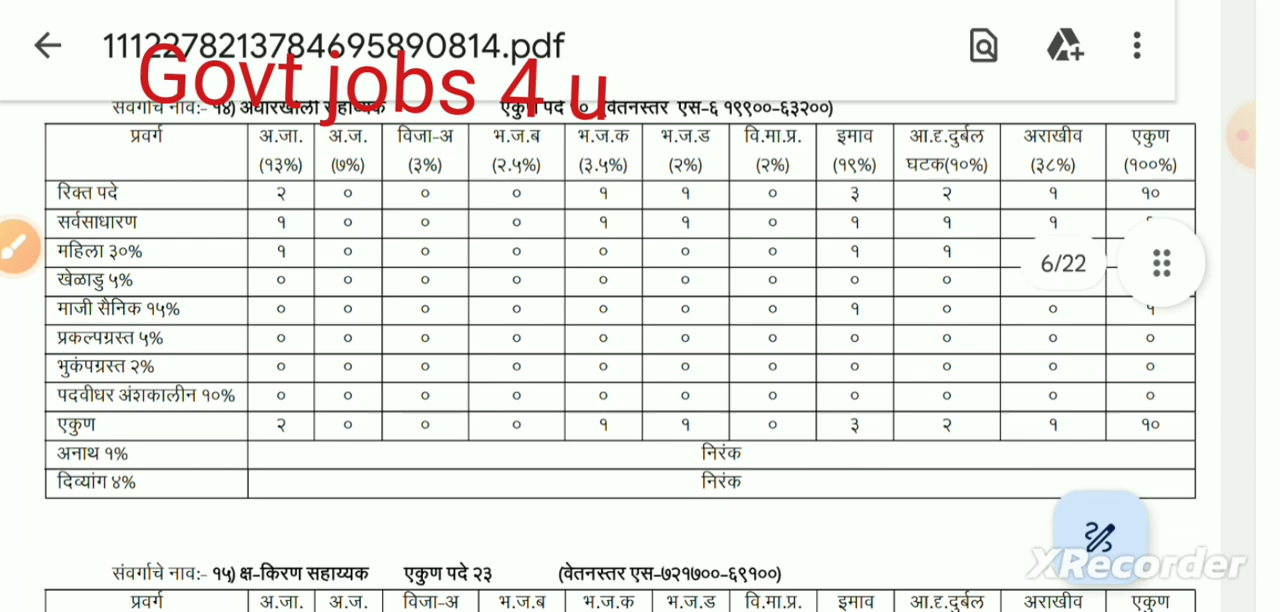 1112278213784695890814.pdf
Govt jobs 4 u
संवर्गाचे नाव:- १४) अंधारखोली सहाय्यक एकुण पदे १० (वेतनस्तर एस-६ १९९००-६३२००)
प्रवर्ग अ.जा. अ.ज. विजा-अ भ.ज.ब भ.ज.क भ.ज.ड वि.मा.प्र. इमाव आ.दृ.दुर्बल अराखीव एकुण
(१३%) (७%) (३%) (२.५%) (३.५%) (२%) (२%) (१९%) घटक(१०%) (३८%) (१००%)
रिक्त पदे २ ० ० ० १ १ ० ३ २ १ १०
सर्वसाधारण १ ० ० ० १ १ ० १ १ १
महिला ३०% १ ० ० ० ० ० ० १ १
6/22
खेळाडु ५% ० ० ० ० ० ० ० ० ०
माजी सैनिक १५% ० ० ० ० ० ० ० १ ० ०
प्रकल्पग्रस्त ५% ० ० ० ० ० ० ० ० ० ० ०
भुकंपग्रस्त २% ० ० ० ० ० ० ० ० ० ० ०
पदवीधर अंशकालीन १०% ० ० ० ० ० ० ० ० ० ० ०
एकुण २ ० ० ० १ १ ० ३ २ १ १०
अनाथ १% निरंक
दिव्यांग ४% निरंक
संवर्गाचे नाव:- १५) क्ष-किरण सहाय्यक एकुण पदे २३ (वेतनस्तर एस-७२१७००-६९१००)
प्रवर्ग अ.जा. अ.ज. विजा-अ भ.ज.ब भ.ज.क भ.ज.ड वि.मा.प्र. इमाव आ.दृ.दुर्बल अराखीव एकुण
XRecorder